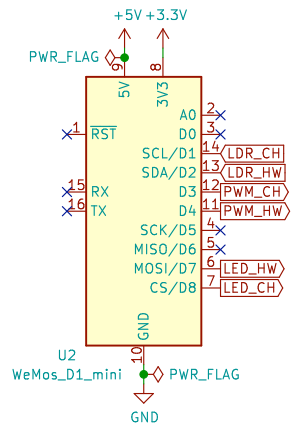 +5V +3.3V
PWR_FLAG
9 8
5V 3V3
A0 2
D0 3
1 RST
SCL/D1 14 LDR_CH
SDA/D2 13 LDR_HW
15 RX D3 12 PWM_CH
16 TX D4 11 PWM_HW
SCK/D5 4
MISO/D6 5
MOSI/D7 6 LED_HW
CS/D8 7 LED_CH
GND
10
U2
WeMos_D1_mini PWR_FLAG
GND